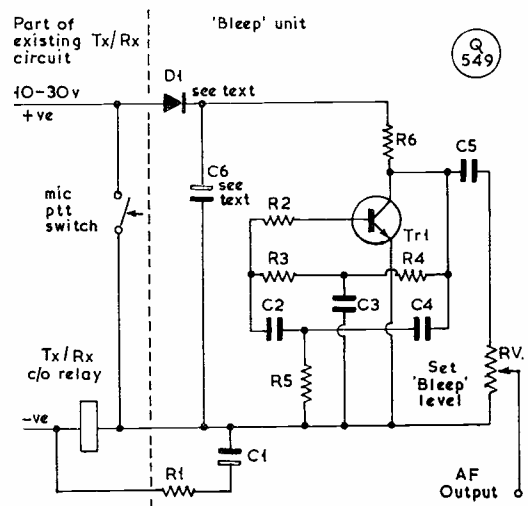 Part of
existing Tx/Rx
circuit
'Bleep' unit
Q
549
D1
see text
10-30v
+ve
R6
C5
C6
see
text
mic
ptt
switch
R2
Tr1
R3
R4
C2
C3
C4
Tx/Rx
c/o relay
R5
Set
'Bleep'
level
RV.
-ve
C1
R1
AF
Output